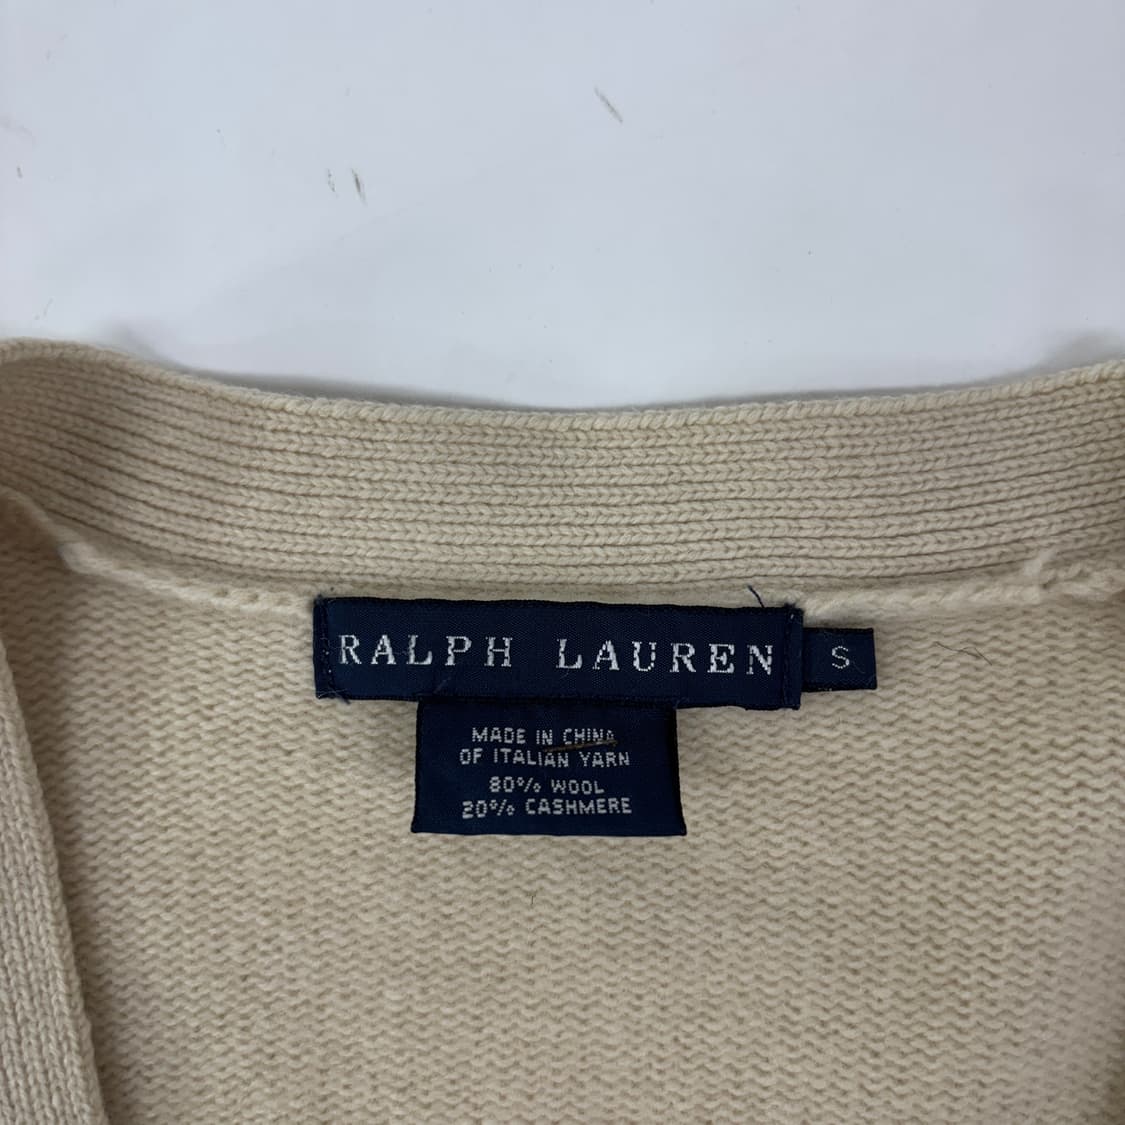 RALPH LAUREN
S
MADE IN CHINA
OF ITALIAN YARN
80% WOOL
20% CASHMERE